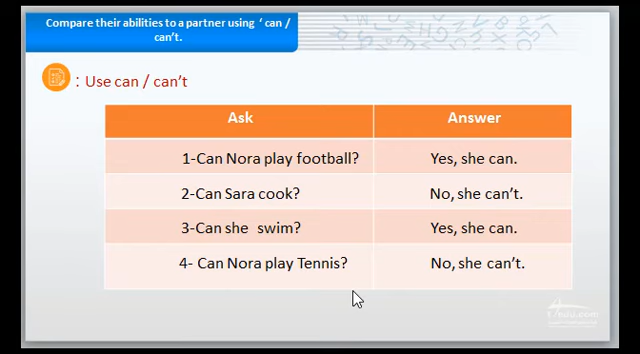 Compare their abilities to a partner using ‘ can /
can’t.
: Use can / can’t
Ask Answer
1-Can Nora play football? Yes, she can.
2-Can Sara cook? No, she can’t.
3-Can she swim? Yes, she can.
4- Can Nora play Tennis? No, she can’t.